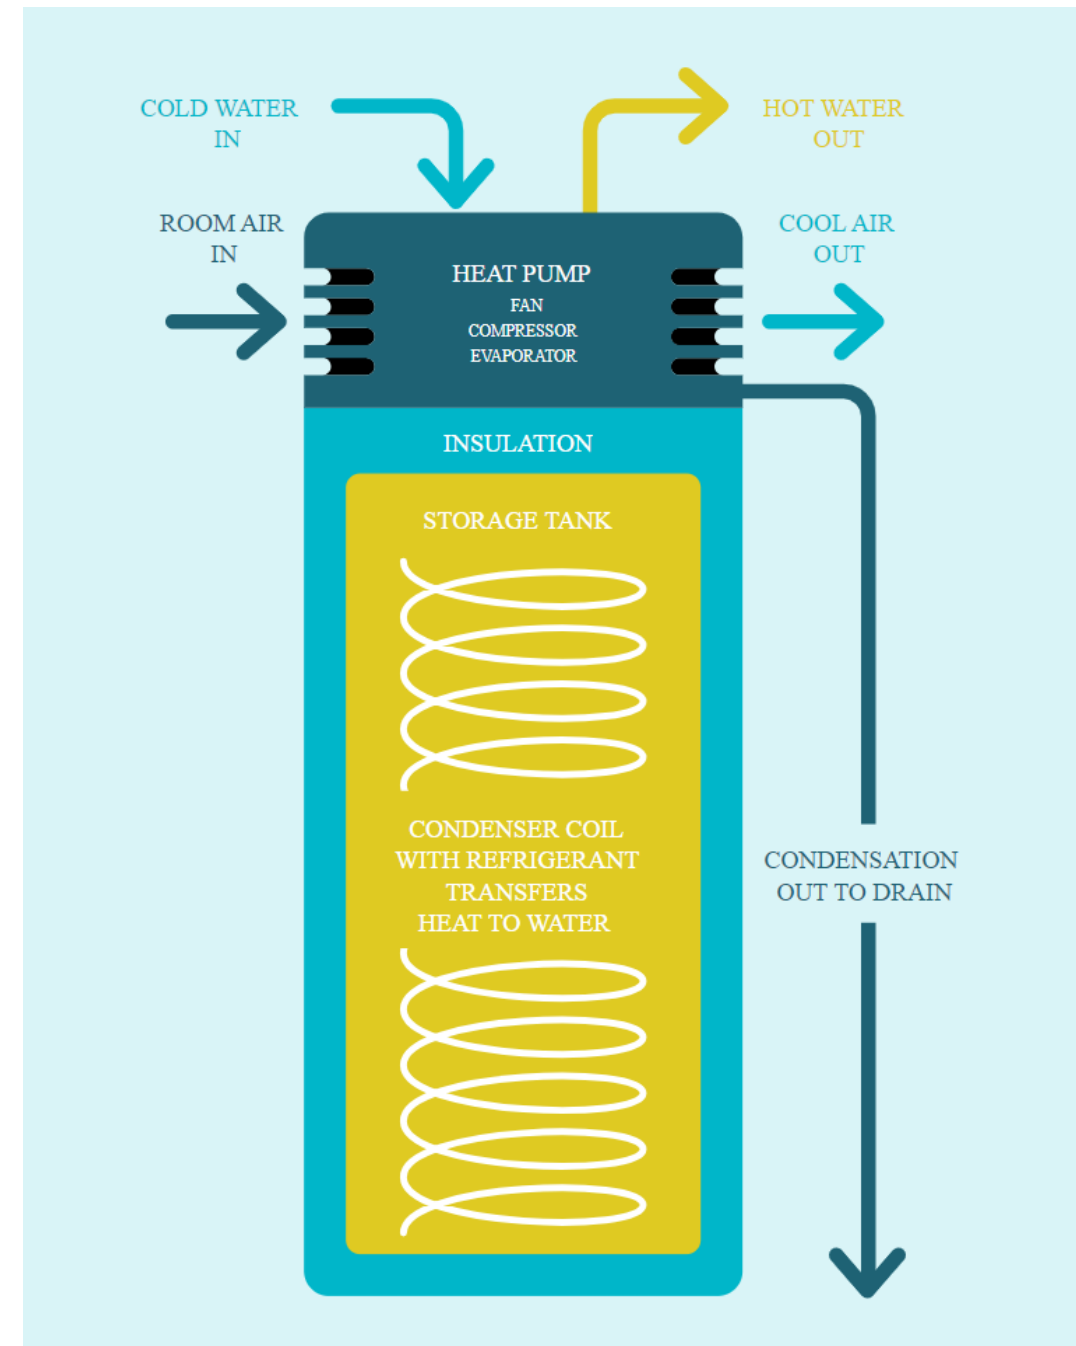 COLD WATER
IN
HOT WATER
OUT
ROOM AIR
IN
COOL AIR
OUT
HEAT PUMP
FAN
COMPRESSOR
EVAPORATOR
INSULATION
STORAGE TANK
CONDENSER COIL
WITH REFRIGERANT
TRANSFERS
HEAT TO WATER
CONDENSATION
OUT TO DRAIN